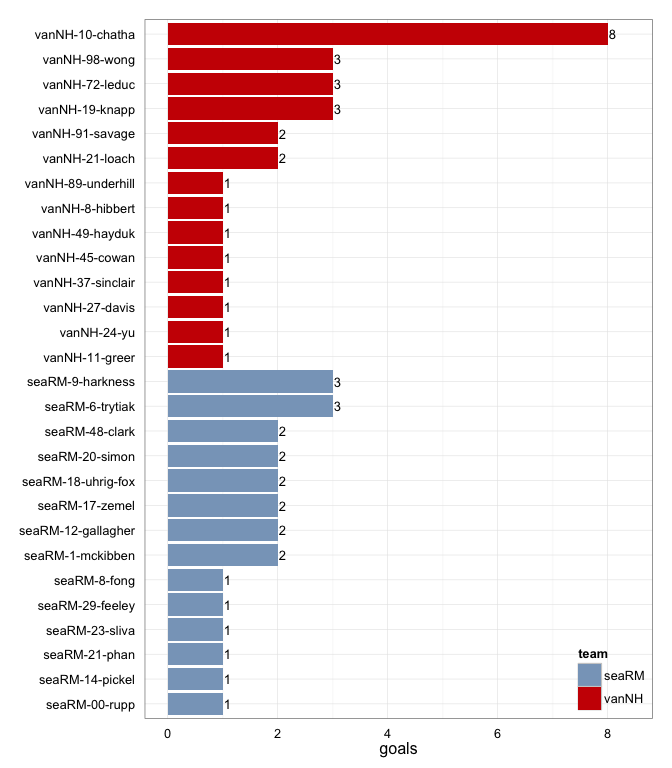 vanNH-10-chatha 8
vanNH-98-wong 3
vanNH-72-leduc 3
vanNH-19-knapp 3
vanNH-91-savage 2
vanNH-21-loach 2
vanNH-89-underhill 1
vanNH-8-hibbert 1
vanNH-49-hayduk 1
vanNH-45-cowan 1
vanNH-37-sinclair 1
vanNH-27-davis 1
vanNH-24-yu 1
vanNH-11-greer 1
seaRM-9-harkness 3
seaRM-6-trytiak 3
seaRM-48-clark 2
seaRM-20-simon 2
seaRM-18-uhrig-fox 2
seaRM-17-zemel 2
seaRM-12-gallagher 2
seaRM-1-mckibben 2
seaRM-8-fong 1
seaRM-29-feeley 1
seaRM-23-sliva 1
seaRM-21-phan 1
seaRM-14-pickel 1
seaRM-00-rupp 1
team
seaRM
vanNH
0 2 4 6 8
goals